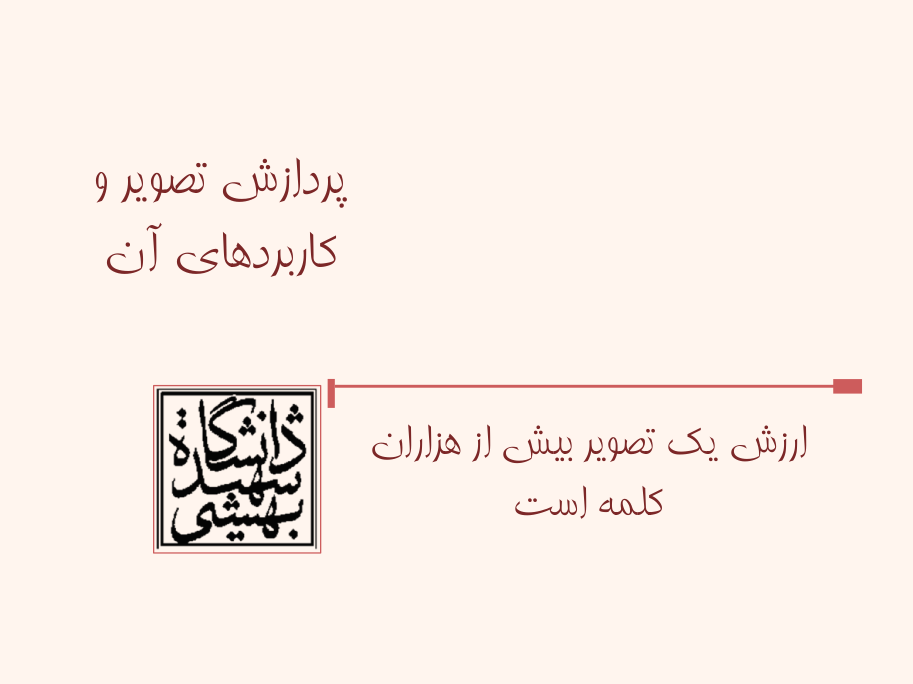 پردازش تصویر و
کاربردهای آن
ارزش یک تصویر بیش از هزاران
کلمه است
دانشگاه
شهید
بهشتی